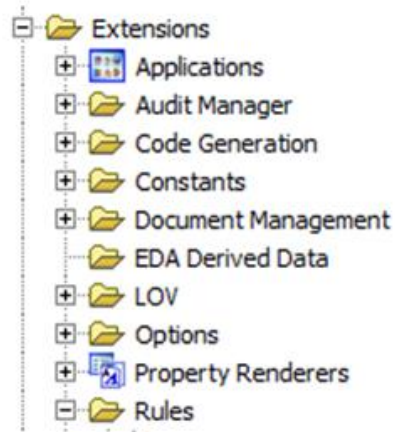 Extensions
Applications
Audit Manager
Code Generation
Constants
Document Management
EDA Derived Data
LOV
Options
Property Renderers
Rules